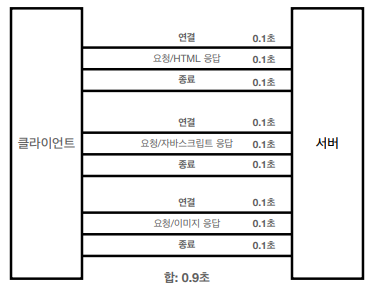 연결 0.1초
요청/HTML 응답 0.1초
종료 0.1초
연결 0.1초
클라이언트 요청/자바스크립트 응답 0.1초 서버
종료 0.1초
연결 0.1초
요청/이미지 응답 0.1초
종료 0.1초
합: 0.9초